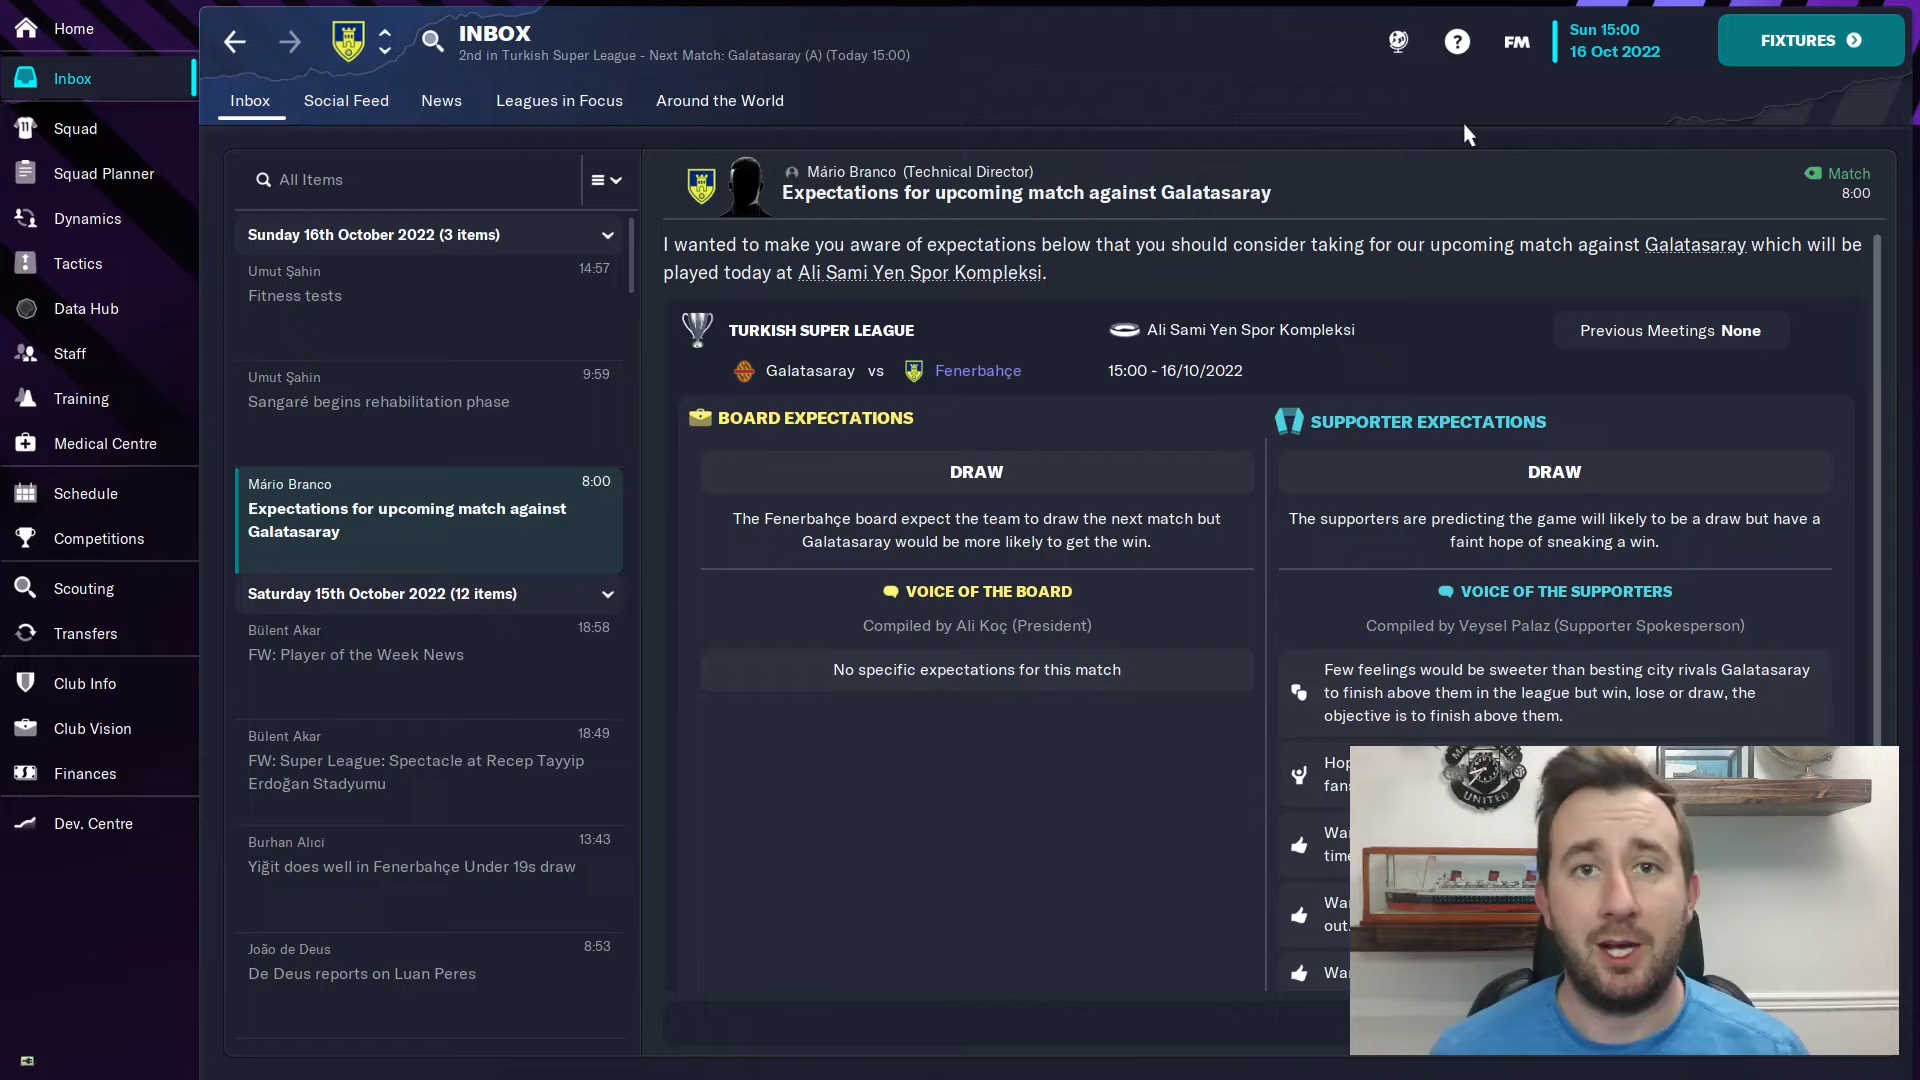 Home
Inbox
Squad
Squad Planner
Dynamics
Tactics
Data Hub
Staff
Training
Medical Centre
Schedule
Competitions
Scouting
Transfers
Club Info
Club Vision
Finances
Dev. Centre
INBOX
2nd in Turkish Super League - Next Match: Galatasaray (A) (Today 15:00)
?
FM
Sun 15:00
16 Oct 2022
FIXTURES
Inbox Social Feed News Leagues in Focus Around the World
All Items
Sunday 16th October 2022 (3 items)
Umut Şahin 14:57
Fitness tests
Umut Şahin 9:59
Sangaré begins rehabilitation phase
Mário Branco 8:00
Expectations for upcoming match against
Galatasaray
Saturday 15th October 2022 (12 items)
Bülent Akar 18:58
FW: Player of the Week News
Bülent Akar 18:49
FW: Super League: Spectacle at Recep Tayyip
Erdoğan Stadyumu
Burhan Alıcı 13:43
Yiğit does well in Fenerbahçe Under 19s draw
João de Deus 8:53
De Deus reports on Luan Peres
Mário Branco (Technical Director)
Expectations for upcoming match against Galatasaray
Match
8:00
I wanted to make you aware of expectations below that you should consider taking for our upcoming match against Galatasaray which will be
played today at Ali Sami Yen Spor Kompleksi.
TURKISH SUPER LEAGUE
Ali Sami Yen Spor Kompleksi
Previous Meetings None
Galatasaray vs Fenerbahçe
15:00 - 16/10/2022
BOARD EXPECTATIONS
DRAW
The Fenerbahçe board expect the team to draw the next match but
Galatasaray would be more likely to get the win.
VOICE OF THE BOARD
Compiled by Ali Koç (President)
No specific expectations for this match
SUPPORTER EXPECTATIONS
DRAW
The supporters are predicting the game will likely to be a draw but have a
faint hope of sneaking a win.
VOICE OF THE SUPPORTERS
Compiled by Veysel Palaz (Supporter Spokesperson)
Few feelings would be sweeter than besting city rivals Galatasaray
to finish above them in the league but win, lose or draw, the
objective is to finish above them.
Hop
fans
time
out.
UNITED